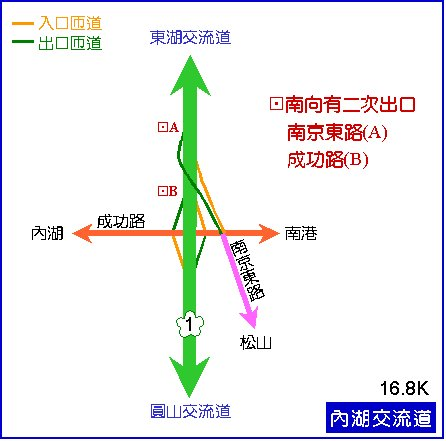 入口匝道
出口匝道
東湖交流道
⊡A
⊡南向有二次出口
南京東路(A)
成功路(B)
⊡B
成功路
內湖
南港
南京東路
1
松山
圓山交流道
16.8K
內湖交流道